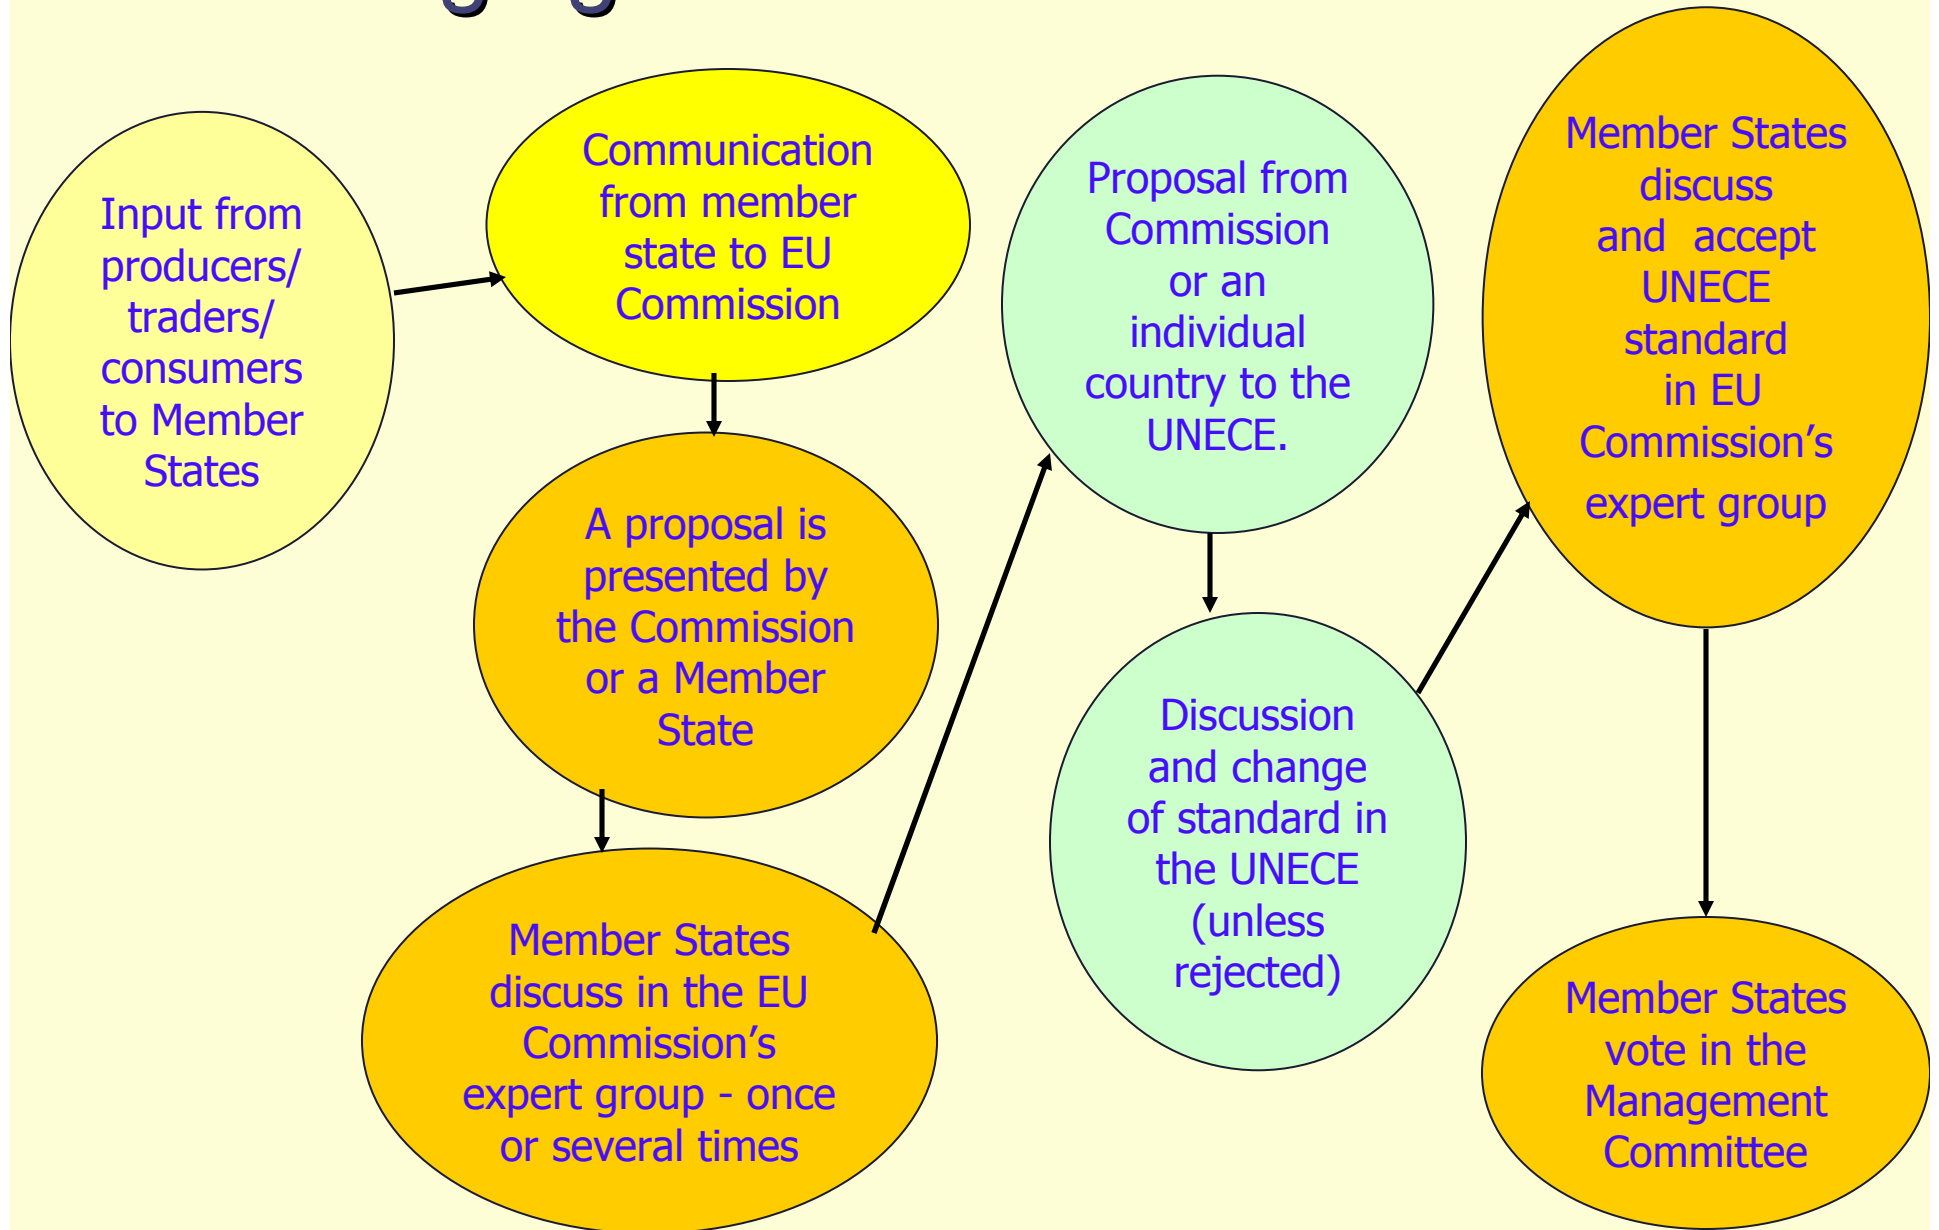 Input from
producers/
traders/
consumers
to Member
States
Communication
from member
state to EU
Commission
A proposal is
presented by
the Commission
or a Member
State
Member States
discuss in the EU
Commission’s
expert group - once
or several times
Proposal from
Commission
or an
individual
country to the
UNECE.
Discussion
and change
of standard in
the UNECE
(unless
rejected)
Member States
discuss
and accept
UNECE
standard
in EU
Commission’s
expert group
Member States
vote in the
Management
Committee